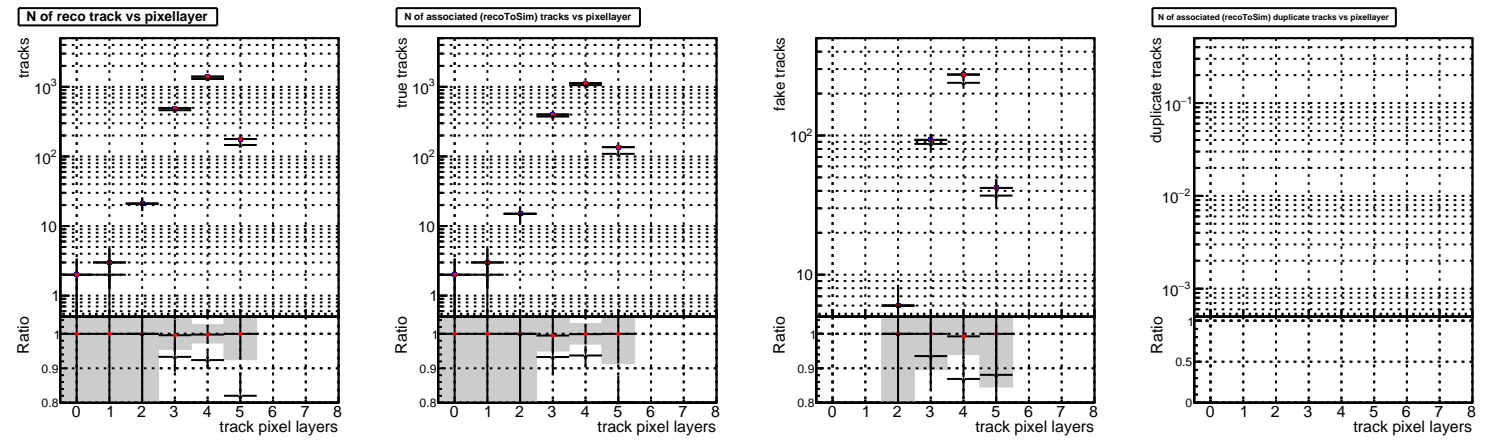 N of reco track vs pixellayer
tracks
10³
10²
10
1
Ratio
1
0.9
0.8
0 1 2 3 4 5 6 7 8
track pixel layers
N of associated (recoToSim) tracks vs pixellayer
true tracks
10³
10²
10
1
Ratio
1
0.9
0.8
0 1 2 3 4 5 6 7 8
track pixel layers
fake tracks
10²
10
Ratio
1
0.9
0.8
0 1 2 3 4 5 6 7 8
track pixel layers
N of associated (recoToSim) duplicate tracks vs pixellayer
duplicate tracks
10⁻¹
10⁻²
10⁻³
Ratio
1
0.5
0
0 1 2 3 4 5 6 7 8
track pixel layers